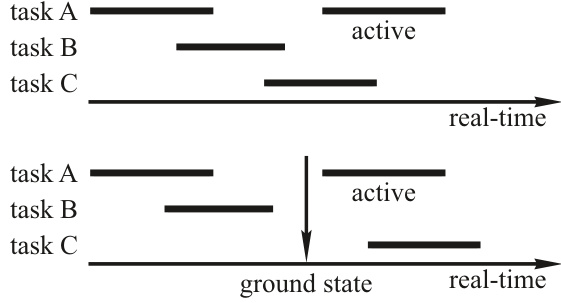 task A
active
task B
task C
real-time
task A
active
task B
task C
ground state
real-time